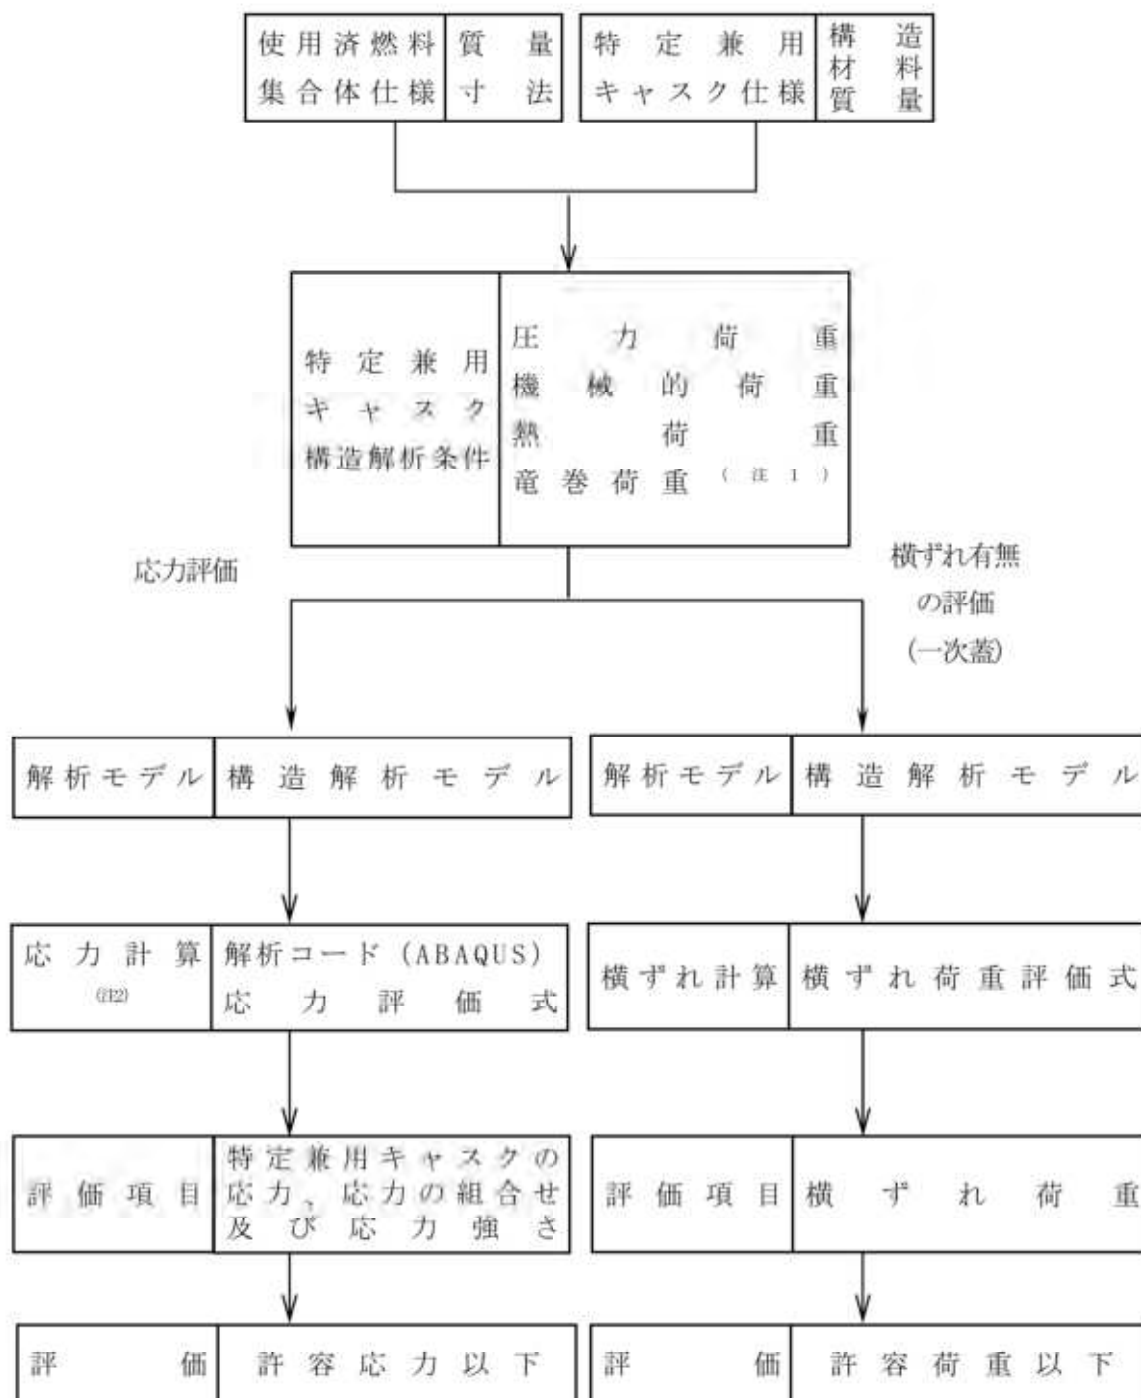 使用済燃料
集合体仕様
質量
寸法
特定兼用
キャスク仕様
構造
材料
質量
特定兼用
キャスク
構造解析条件
圧力荷重
機械的荷重
熱荷重
竜巻荷重(注1)
応力評価
横ずれ有無
の評価
(一次蓋)
解析モデル
構造解析モデル
解析モデル
構造解析モデル
応力計算
(注2)
解析コード(ABAQUS)
応力評価式
横ずれ計算
横ずれ荷重評価式
評価項目
特定兼用キャスクの
応力、応力の組合せ
及び応力強さ
評価項目
横ずれ荷重
評価
許容応力以下
評価
許容荷重以下